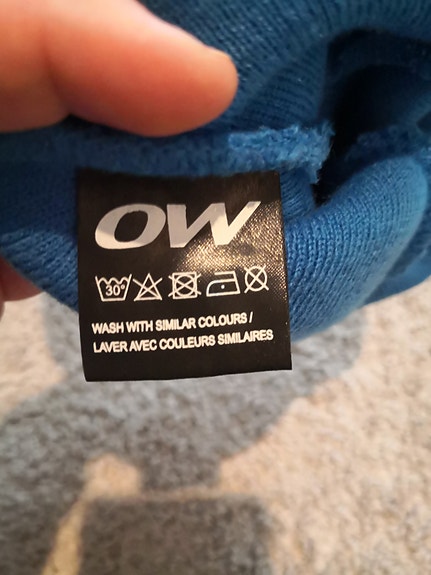 OW
30°
WASH WITH SIMILAR COLOURS /
LAVER AVEC COULEURS SIMILAIRES